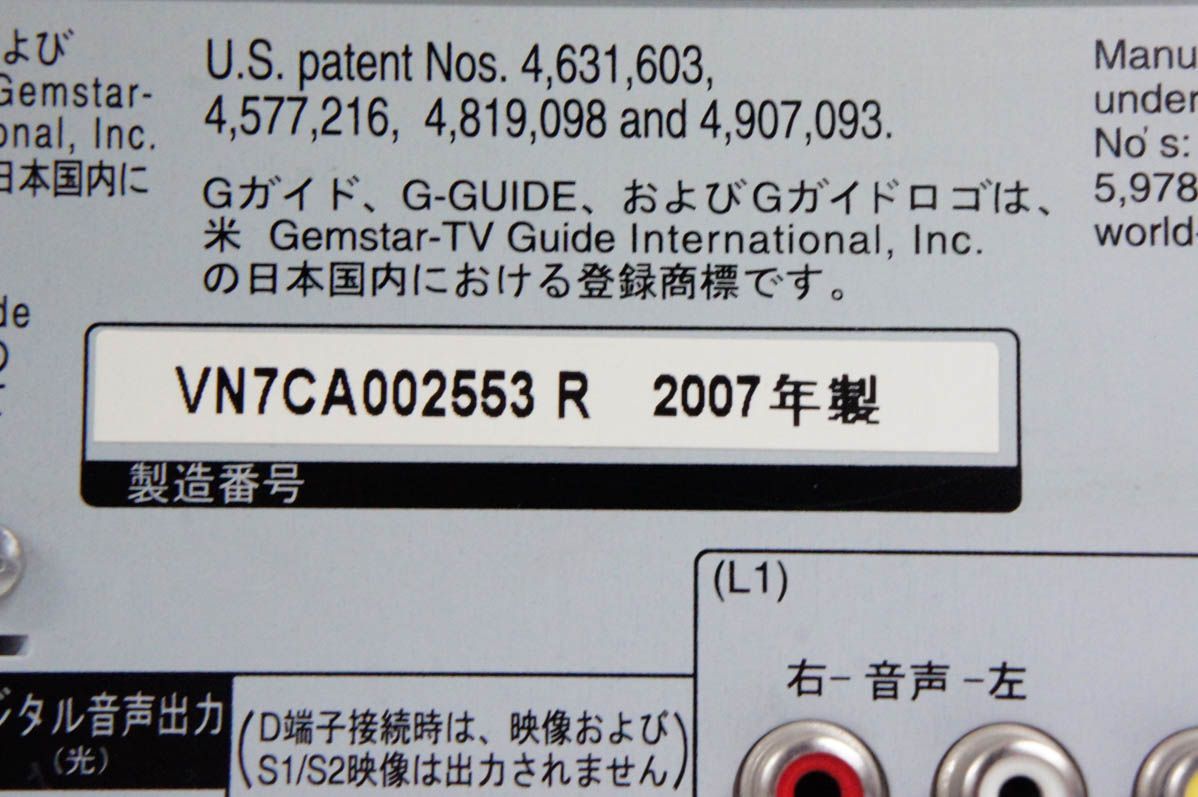 および
Gemstar-
onal, Inc.
日本国内に
U.S. patent Nos. 4,631,603,
4,577,216, 4,819,098 and 4,907,093.
Gガイド、G-GUIDE、およびGガイドロゴは、
米 Gemstar-TV Guide International, Inc.
の日本国内における登録商標です。
Manu
under
No's:
5,978
world-
de
VN7CA002553 R 2007年製
製造番号
(L1)
右-音声-左
ジタル音声出力
(光)
(D端子接続時は、映像および
S1/S2映像は出力されません)